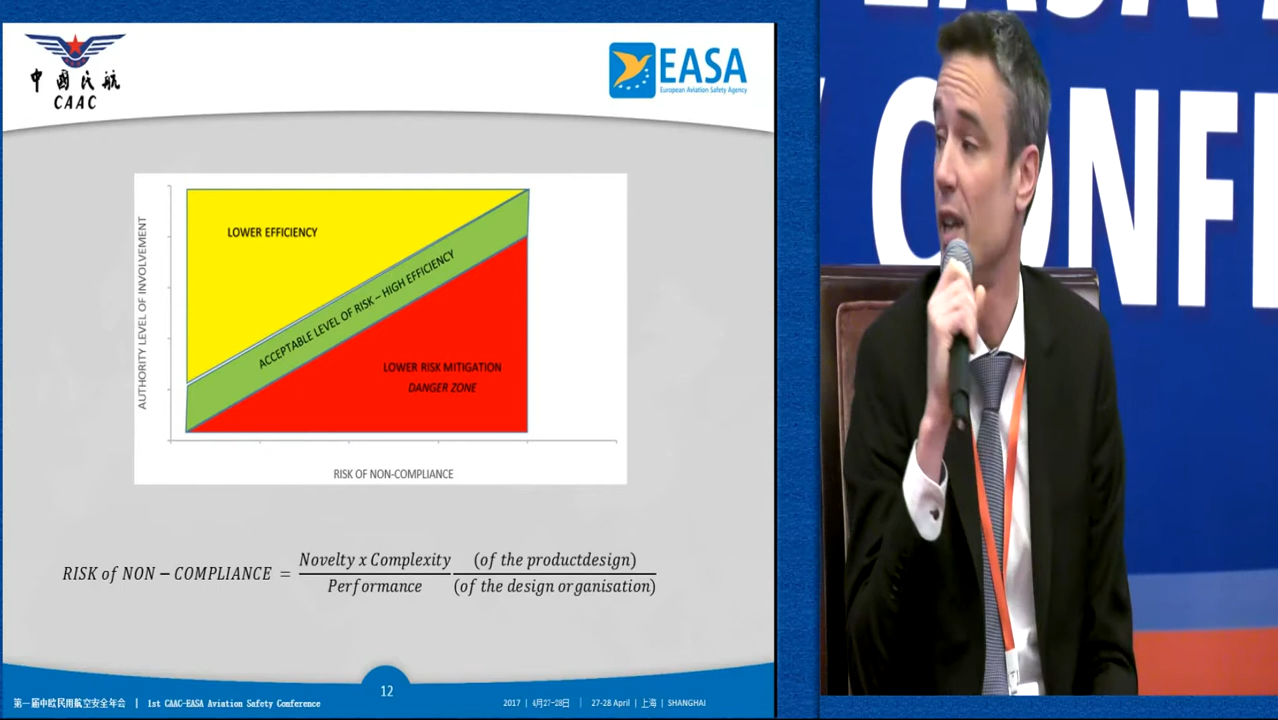 中國民航
CAAC
EASA
European Aviation Safety Agency
AUTHORITY LEVEL OF INVOLVEMENT
LOWER EFFICIENCY
ACCEPTABLE LEVEL OF RISK – HIGH EFFICIENCY
LOWER RISK MITIGATION
DANGER ZONE
RISK OF NON-COMPLIANCE
RISK of NON − COMPLIANCE = Novelty x Complexity (of the productdesign)
Performance (of the design organisation)
12
第一届中欧民用航空安全年会 | 1st CAAC-EASA Aviation Safety Conference
2017 | 4月27-28日 | 27-28 April | 上海 | SHANGHAI
EASA
CONF